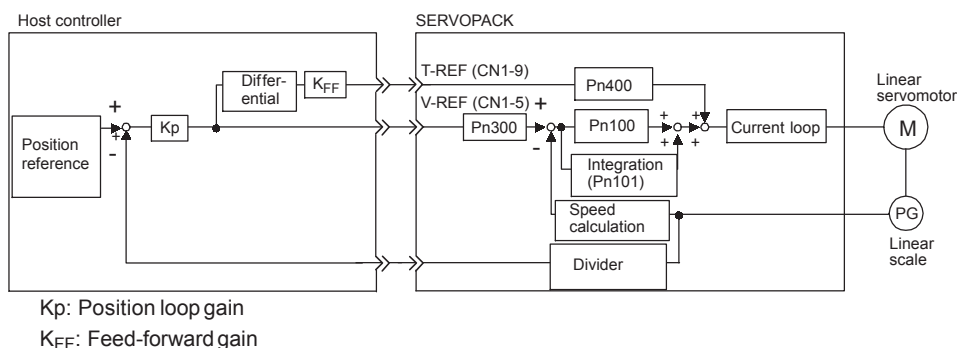 Host controller
SERVOPACK
Position
reference
+
+
-
Kp
Differ-
ential
KFF
T-REF (CN1-9)
V-REF (CN1-5)
+
-
Pn300
Pn400
Pn100
Integration
(Pn101)
+
+
+
+
Current loop
Linear
servomotor
M
Speed
calculation
Divider
PG
Linear
scale
Kp: Position loop gain
KFF: Feed-forward gain